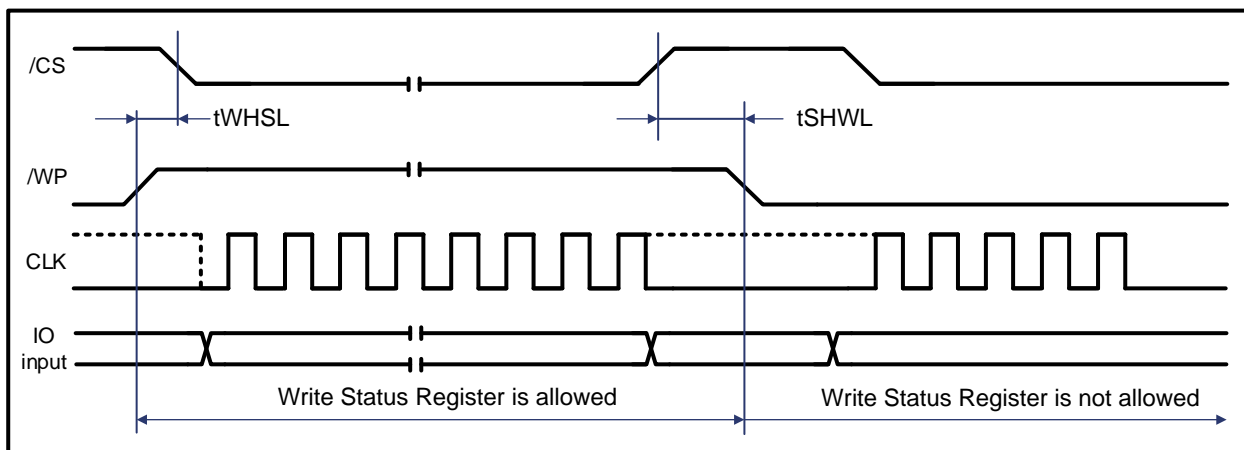 /CS
tWHSL
tSHWL
/WP
CLK
IO
input
Write Status Register is allowed
Write Status Register is not allowed